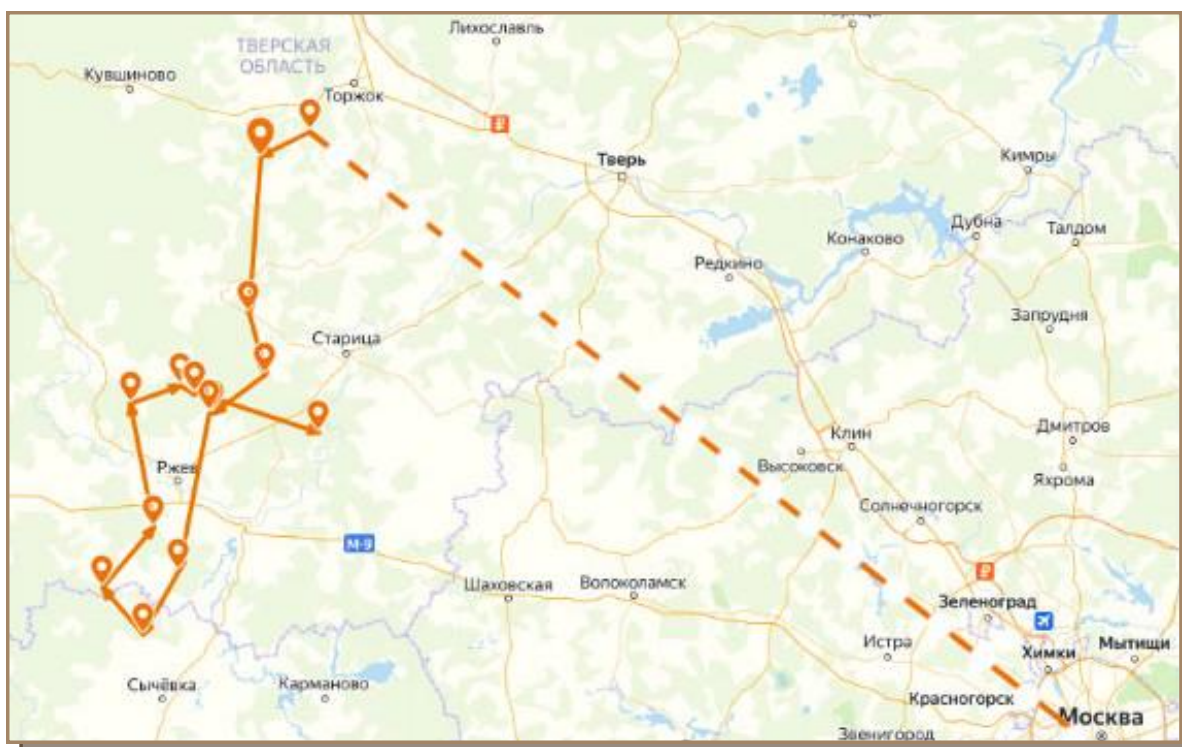 Лихославль
ТВЕРСКАЯ
ОБЛАСТЬ
Кувшиново
Торжок
₽
Тверь
Кимры
Дубна
Талдом
Конаково
Редкино
Запрудня
Старица
Дмитров
Клин
Высоковск
Ржев
Яхрома
Солнечногорск
М-9
₽
Шаховская
Волоколамск
Зеленоград
Истра
Мытищи
Химки
Сычёвка
Карманово
Красногорск
Москва
Звенигород